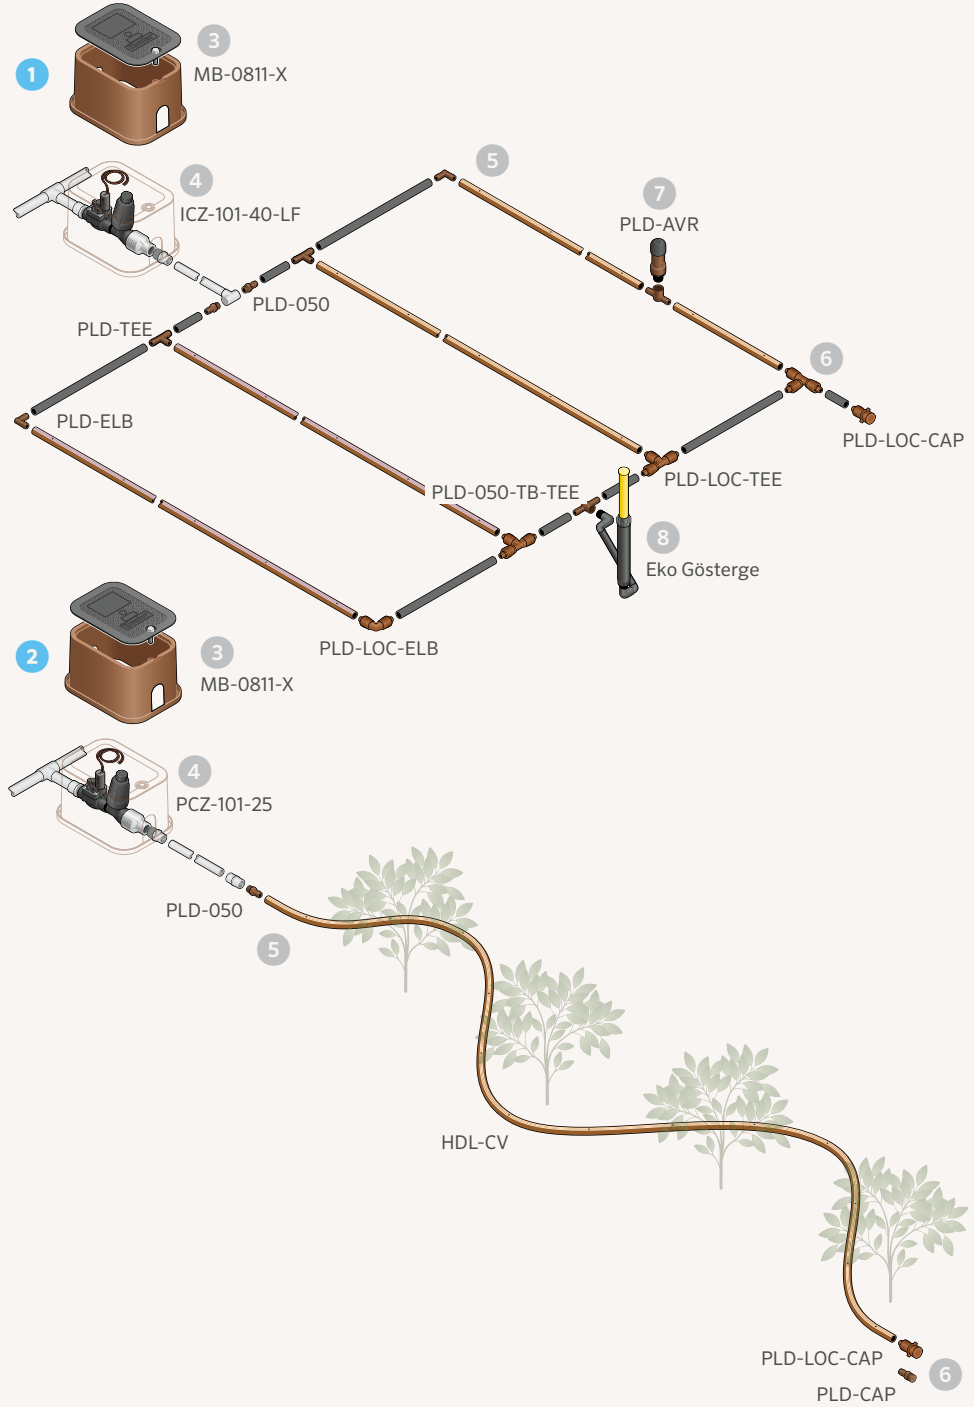 3
MB-0811-X
1
4
ICZ-101-40-LF
5
7
PLD-AVR
PLD-050
PLD-TEE
6
PLD-ELB
PLD-LOC-CAP
PLD-LOC-TEE
PLD-050-TB-TEE
8
Eko Gösterge
PLD-LOC-ELB
2
3
MB-0811-X
4
PCZ-101-25
PLD-050
5
HDL-CV
PLD-LOC-CAP
6
PLD-CAP